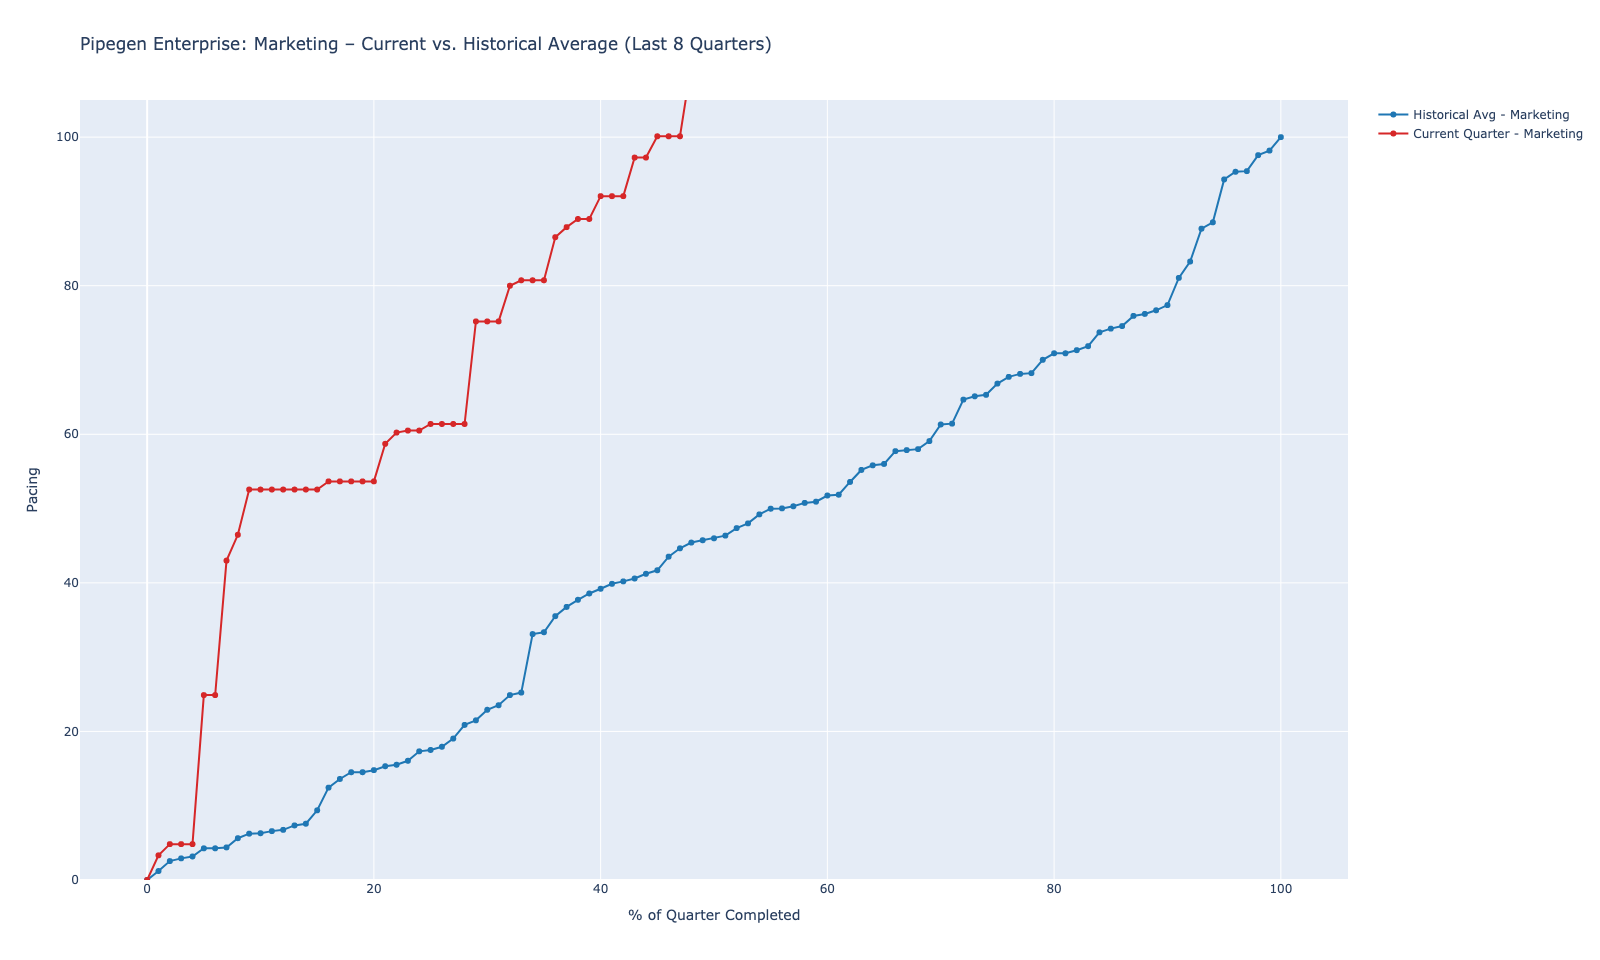 Pipegen Enterprise: Marketing – Current vs. Historical Average (Last 8 Quarters)
Historical Avg - Marketing
Current Quarter - Marketing
100
80
60
40
20
0
Pacing
0 20 40 60 80 100
% of Quarter Completed